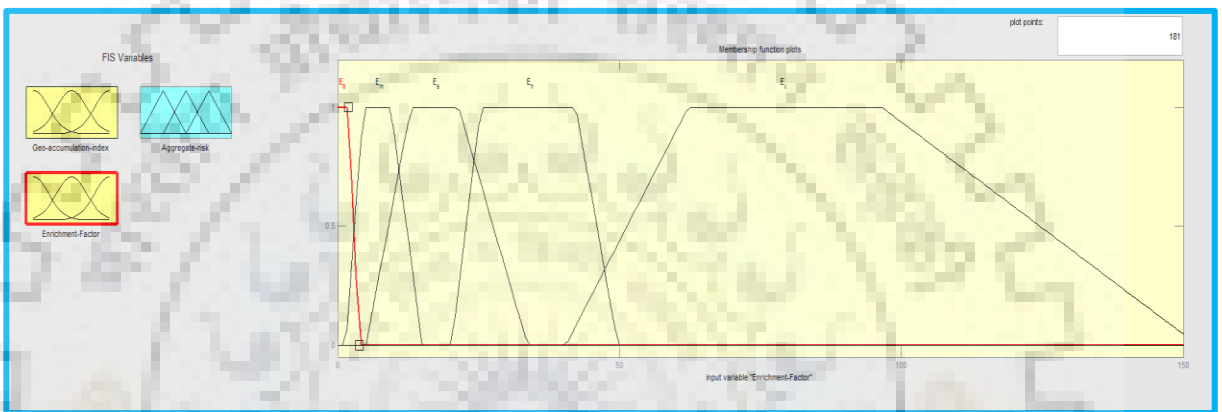 plot points:
181
FIS Variables
Membership function plots
Geo-accumulation-index
Aggregate-risk
Enrichment-Factor
1
0.5
0
0
50
100
150
input variable "Enrichment-Factor"